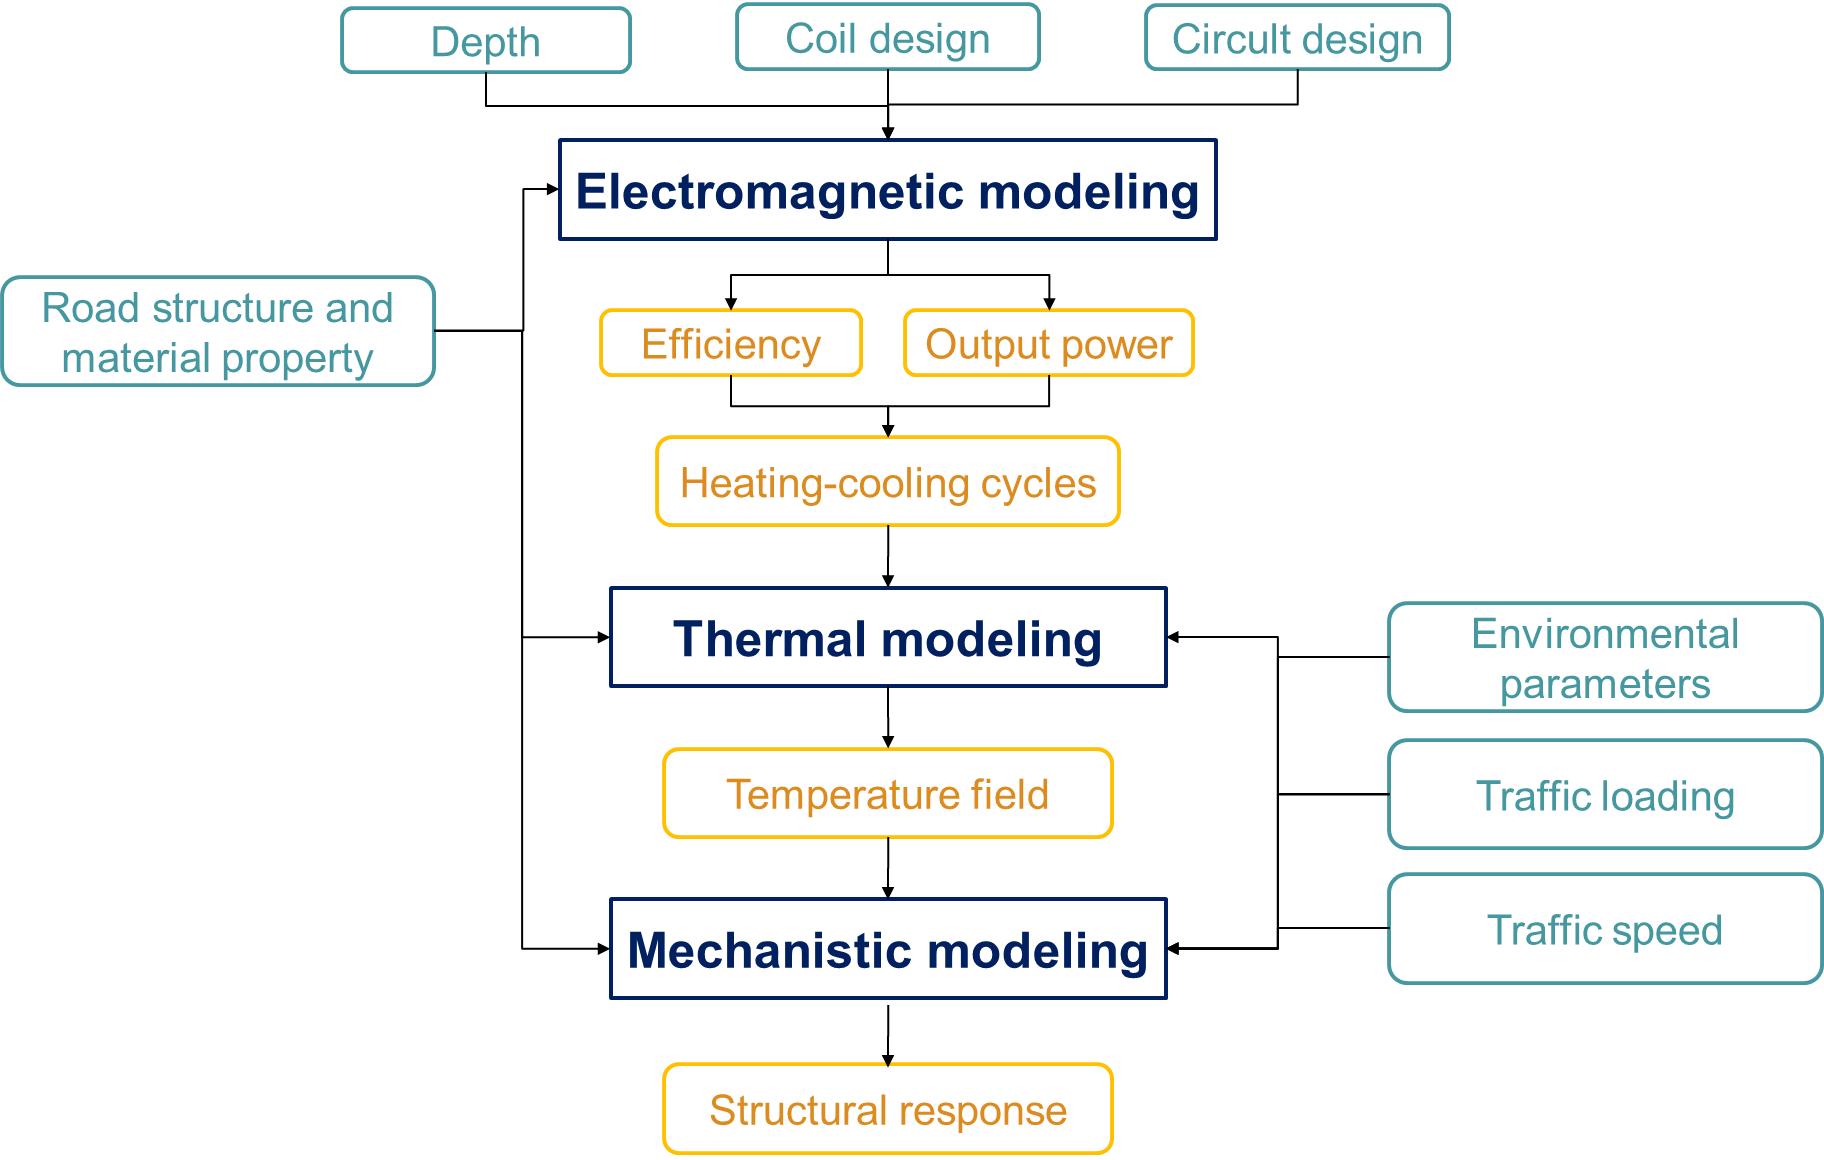 Depth
Coil design
Circult design
Electromagnetic modeling
Road structure and
material property
Efficiency
Output power
Heating-cooling cycles
Thermal modeling
Environmental
parameters
Temperature field
Traffic loading
Mechanistic modeling
Traffic speed
Structural response